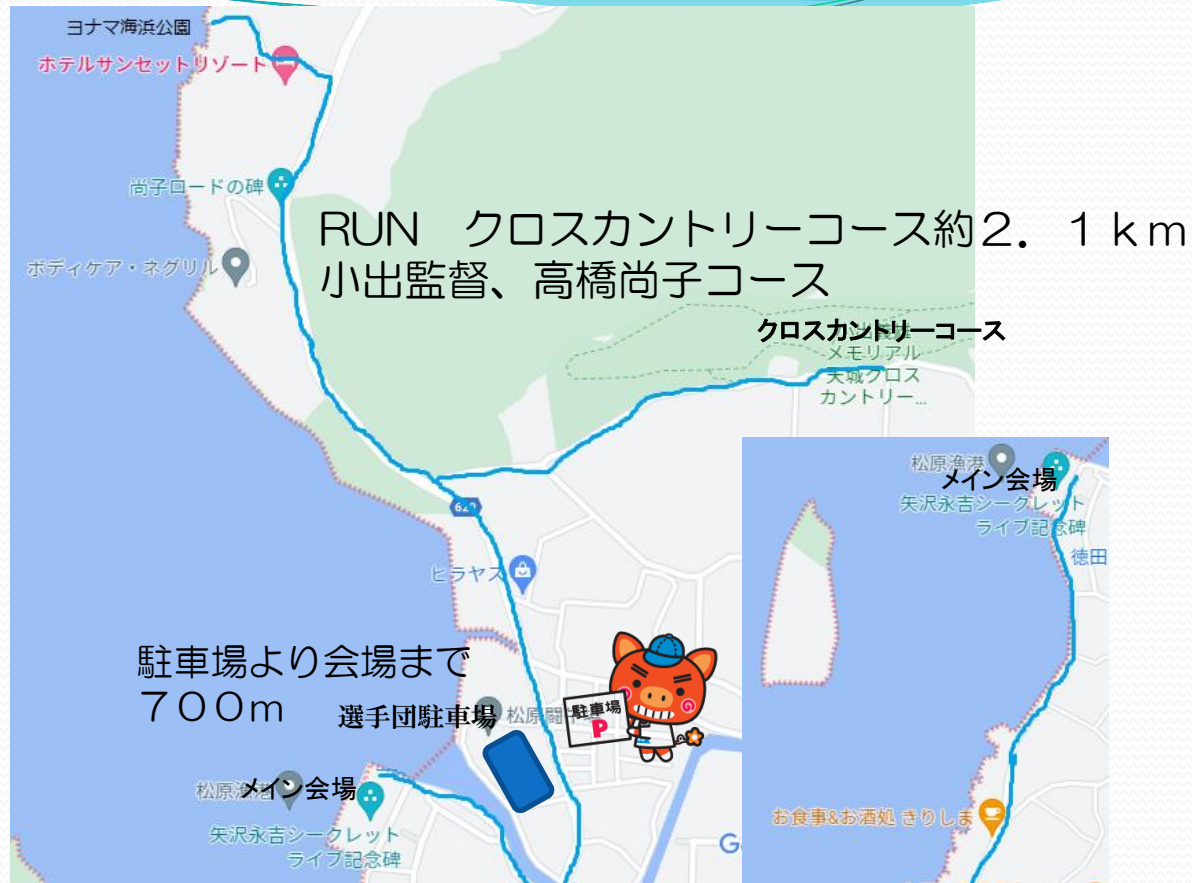 ヨナマ海浜公園
ホテルサンセットリゾート
尚子ロードの碑
RUN　クロスカントリーコース約２．１ｋｍ
小出監督、高橋尚子コース
ボディケア・ネグリル
クロスカントリーコース
メモリアル
天城クロス
カントリー...
松原漁港
メイン会場
矢沢永吉シークレット
ライブ記念碑
徳田
ヒラヤス
駐車場より会場まで
７００ｍ
選手団駐車場
松原闘牛場
駐車場
P
松原漁港
メイン会場
矢沢永吉シークレット
ライブ記念碑
お食事&お酒処 きりしま
G